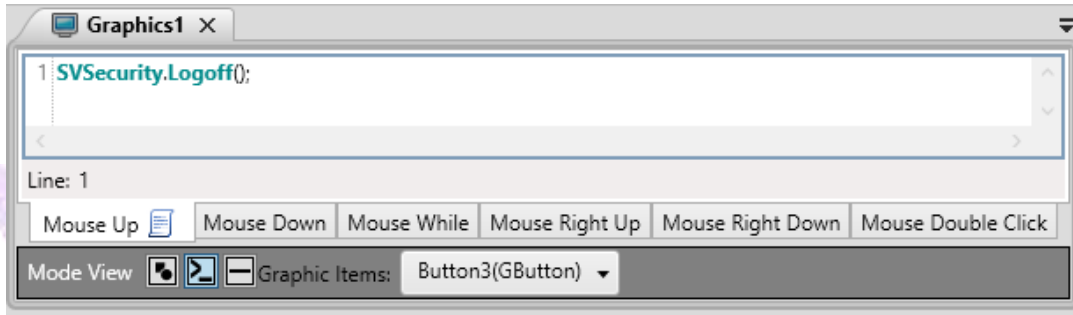 Graphics1
1 SVSecurity.Logoff();
Line: 1
Mouse Up Mouse Down Mouse While Mouse Right Up Mouse Right Down Mouse Double Click
Mode View Graphic Items: Button3(GButton)